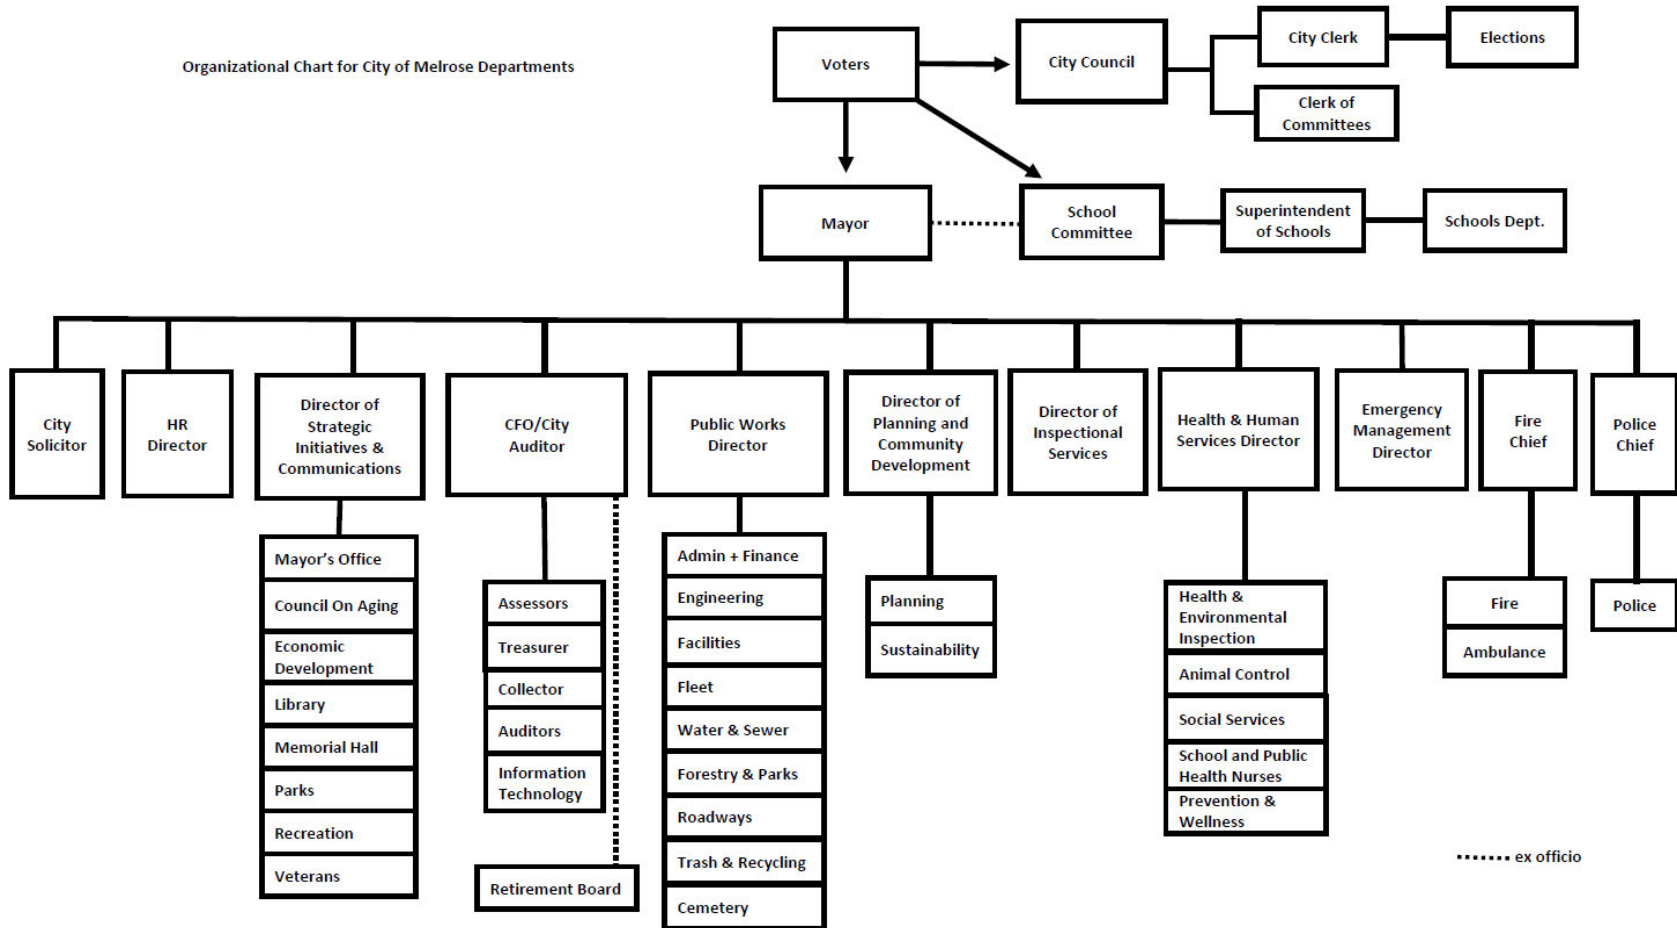 Organizational Chart for City of Melrose Departments
Voters
City Council
City Clerk
Elections
Clerk of
Committees
Mayor
School
Committee
Superintendent
of Schools
Schools Dept.
City
Solicitor
HR
Director
Director of
Strategic
Initiatives &
Communications
CFO/City
Auditor
Public Works
Director
Director of
Planning and
Community
Development
Director of
Inspectional
Services
Health & Human
Services Director
Emergency
Management
Director
Fire
Chief
Police
Chief
Mayor’s Office
Council On Aging
Economic
Development
Library
Memorial Hall
Parks
Recreation
Veterans
Assessors
Treasurer
Collector
Auditors
Information
Technology
Retirement Board
Admin + Finance
Engineering
Facilities
Fleet
Water & Sewer
Forestry & Parks
Roadways
Trash & Recycling
Cemetery
Planning
Sustainability
Health &
Environmental
Inspection
Animal Control
Social Services
School and Public
Health Nurses
Prevention &
Wellness
Fire
Ambulance
Police
ex officio